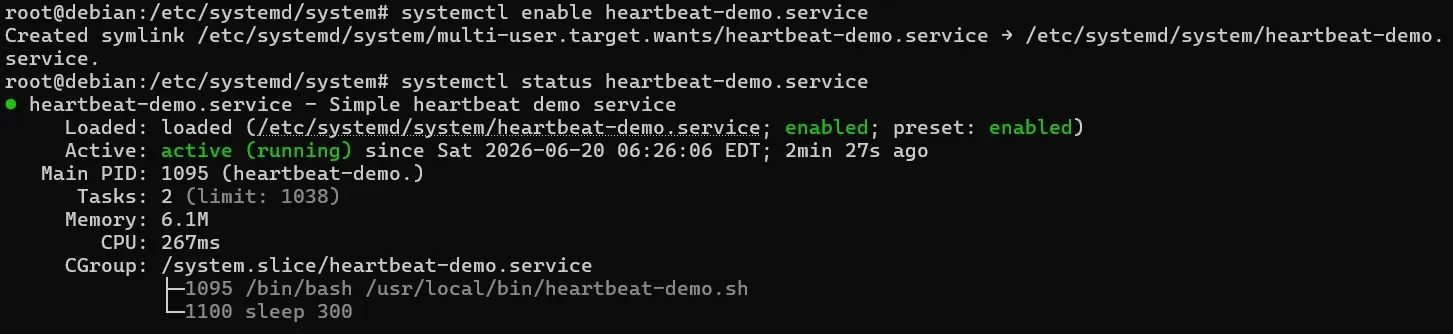 root@debian:/etc/systemd/system# systemctl enable heartbeat-demo.service
Created symlink /etc/systemd/system/multi-user.target.wants/heartbeat-demo.service → /etc/systemd/system/heartbeat-demo.
service.
root@debian:/etc/systemd/system# systemctl status heartbeat-demo.service
● heartbeat-demo.service - Simple heartbeat demo service
     Loaded: loaded (/etc/systemd/system/heartbeat-demo.service; enabled; preset: enabled)
     Active: active (running) since Sat 2026-06-20 06:26:06 EDT; 2min 27s ago
   Main PID: 1095 (heartbeat-demo.)
      Tasks: 2 (limit: 1038)
     Memory: 6.1M
        CPU: 267ms
     CGroup: /system.slice/heartbeat-demo.service
             ├─1095 /bin/bash /usr/local/bin/heartbeat-demo.sh
             └─1100 sleep 300